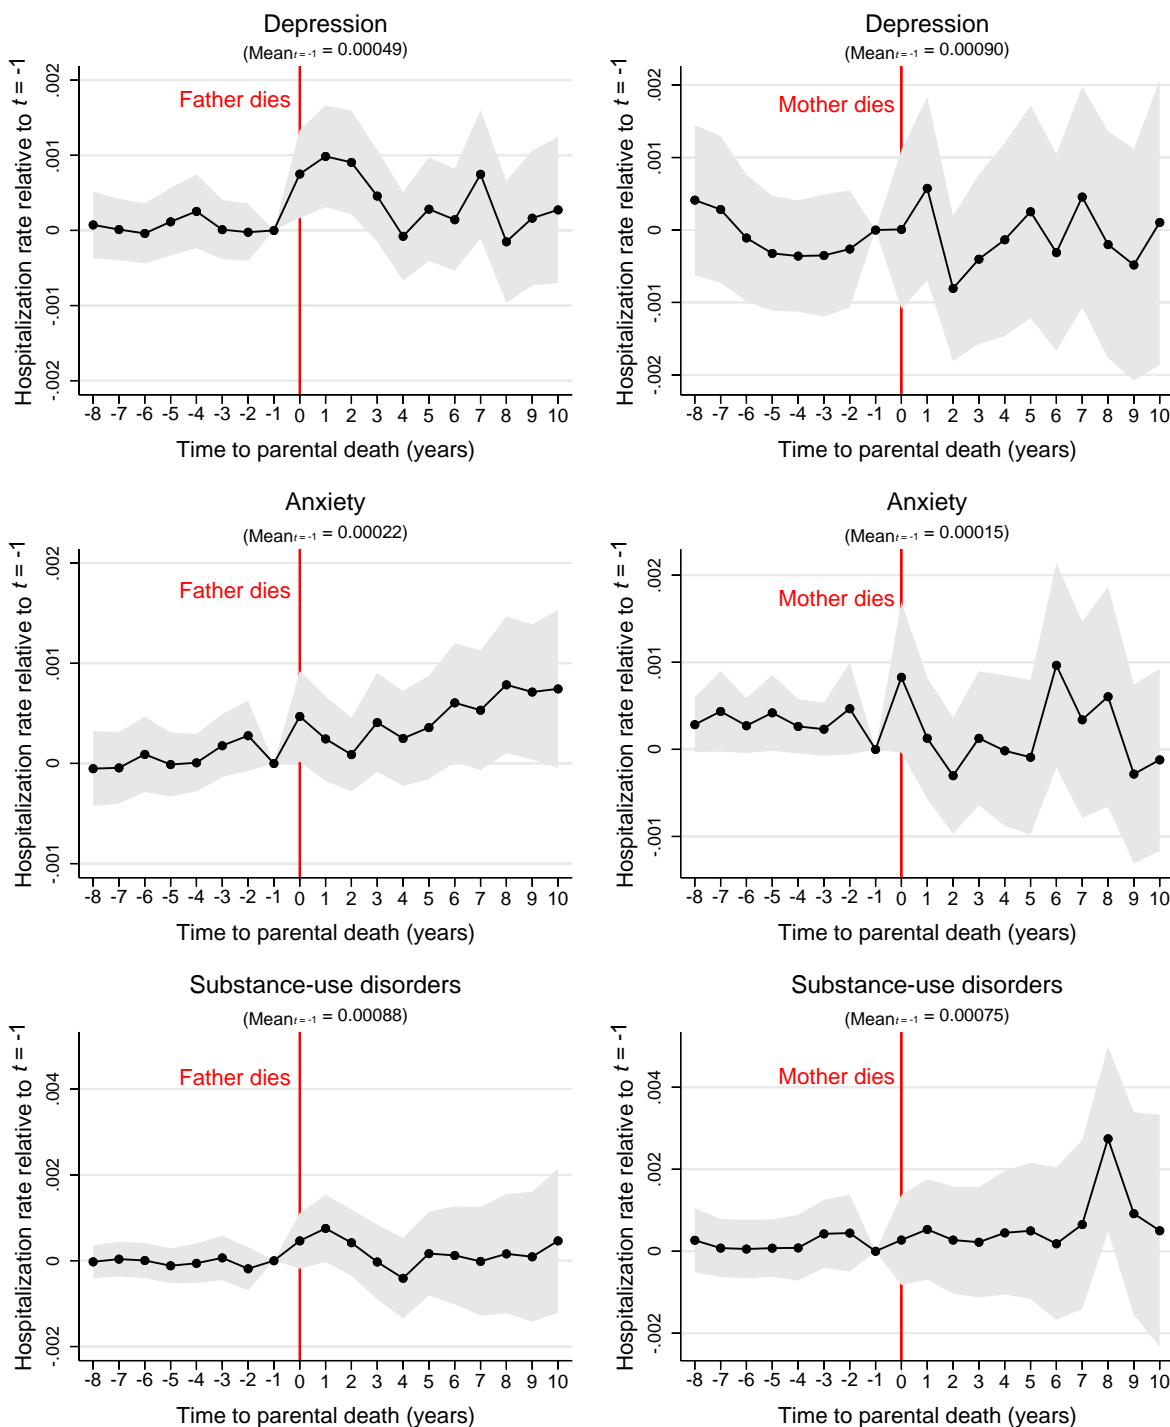 Depression
(Mean t = -1 = 0.00049)
Hospitalization rate relative to t = -1
.002
.001
0
-.001
-.002
Father dies
-8 -7 -6 -5 -4 -3 -2 -1 0 1 2 3 4 5 6 7 8 9 10
Time to parental death (years)
Depression
(Mean t = -1 = 0.00090)
Hospitalization rate relative to t = -1
.002
.001
0
-.001
-.002
Mother dies
-8 -7 -6 -5 -4 -3 -2 -1 0 1 2 3 4 5 6 7 8 9 10
Time to parental death (years)
Anxiety
(Mean t = -1 = 0.00022)
Hospitalization rate relative to t = -1
.002
.001
0
-.001
Father dies
-8 -7 -6 -5 -4 -3 -2 -1 0 1 2 3 4 5 6 7 8 9 10
Time to parental death (years)
Anxiety
(Mean t = -1 = 0.00015)
Hospitalization rate relative to t = -1
.002
.001
0
-.001
Mother dies
-8 -7 -6 -5 -4 -3 -2 -1 0 1 2 3 4 5 6 7 8 9 10
Time to parental death (years)
Substance-use disorders
(Mean t = -1 = 0.00088)
Hospitalization rate relative to t = -1
.004
.002
0
-.002
Father dies
-8 -7 -6 -5 -4 -3 -2 -1 0 1 2 3 4 5 6 7 8 9 10
Time to parental death (years)
Substance-use disorders
(Mean t = -1 = 0.00075)
Hospitalization rate relative to t = -1
.004
.002
0
-.002
Mother dies
-8 -7 -6 -5 -4 -3 -2 -1 0 1 2 3 4 5 6 7 8 9 10
Time to parental death (years)